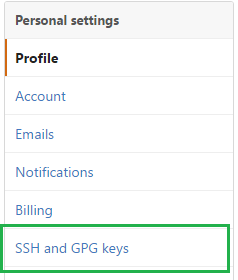 Personal settings
Profile
Account
Emails
Notifications
Billing
SSH and GPG keys